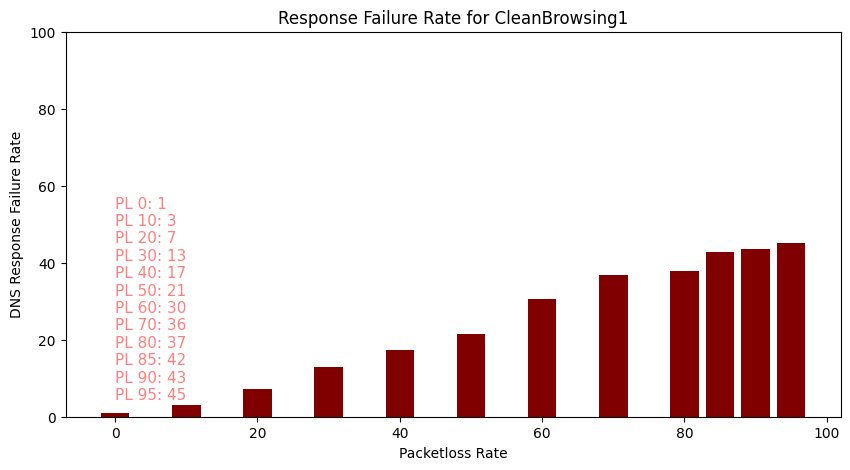 Response Failure Rate for CleanBrowsing1
100
80
60
40
20
0
DNS Response Failure Rate
PL 0: 1
PL 10: 3
PL 20: 7
PL 30: 13
PL 40: 17
PL 50: 21
PL 60: 30
PL 70: 36
PL 80: 37
PL 85: 42
PL 90: 43
PL 95: 45
0 20 40 60 80 100
Packetloss Rate